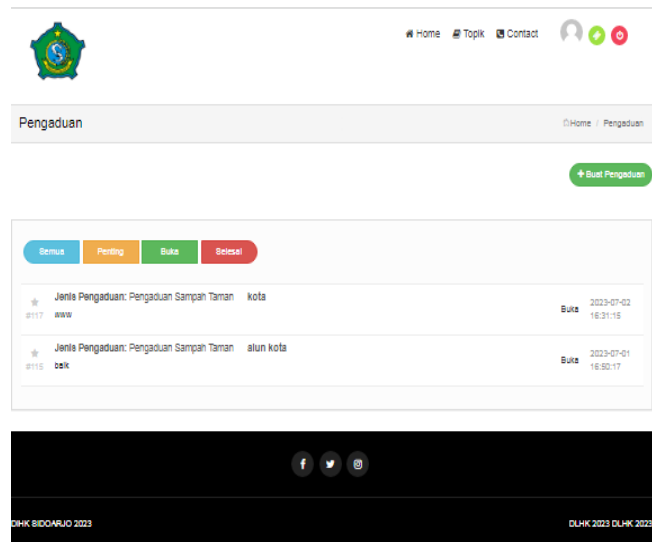 Home Topik Contact
Pengaduan
Home / Pengaduan
+ Buat Pengaduan
Semua Penting Buka Selesai
Jenis Pengaduan: Pengaduan Sampah Taman kota
#117 www
Buka 2023-07-02
16:31:15
Jenis Pengaduan: Pengaduan Sampah Taman alun kota
#115 baik
Buka 2023-07-01
16:50:17
DIHK SIDOARJO 2023
DLHK 2023 DLHK 2023